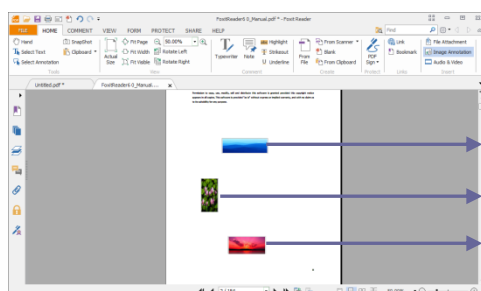 FoxitReader6.0_Manual.pdf * - Foxit Reader
FILE HOME COMMENT VIEW FORM PROTECT SHARE HELP
Find
Hand
SnapShot
Select Text
Clipboard
Select Annotation
Tools
Actual Size
Fit Page
Fit Width
Fit Visible
50.00%
Rotate Left
Rotate Right
View
Typewriter
Note
Highlight
Strikeout
Underline
Comment
From File
From Scanner
Blank
From Clipboard
Create
PDF Sign
Protect
Link
Bookmark
Links
File Attachment
Image Annotation
Audio & Video
Insert
Untitled.pdf *
FoxitReader6.0_Manual....